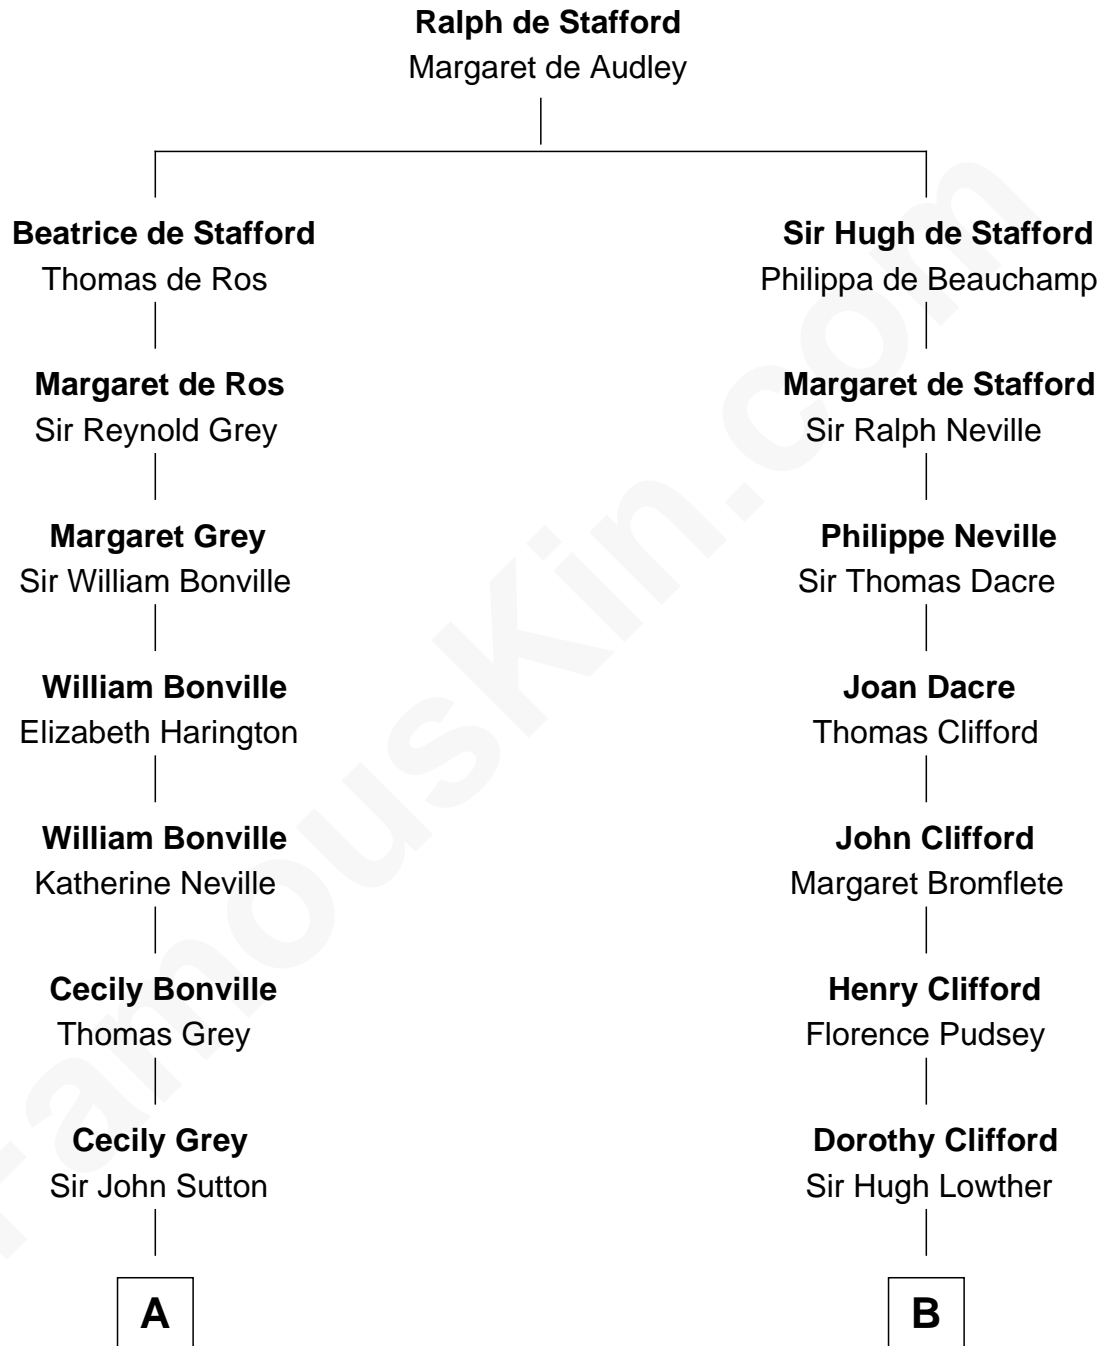 Ralph de Stafford
Margaret de Audley
Beatrice de Stafford
Thomas de Ros
Sir Hugh de Stafford
Philippa de Beauchamp
Margaret de Ros
Sir Reynold Grey
Margaret de Stafford
Sir Ralph Neville
Margaret Grey
Sir William Bonville
Philippe Neville
Sir Thomas Dacre
William Bonville
Elizabeth Harington
Joan Dacre
Thomas Clifford
William Bonville
Katherine Neville
John Clifford
Margaret Bromflete
Cecily Bonville
Thomas Grey
Henry Clifford
Florence Pudsey
Cecily Grey
Sir John Sutton
Dorothy Clifford
Sir Hugh Lowther
A
B
FamousKin.com